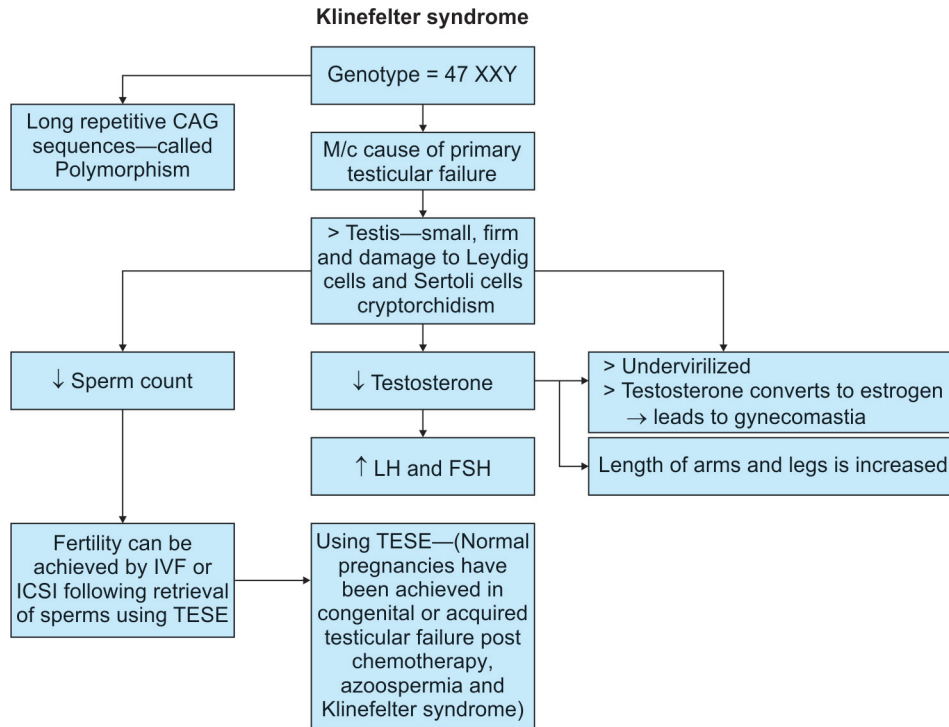 Klinefelter syndrome
Genotype = 47 XXY
Long repetitive CAG
sequences—called
Polymorphism
M/c cause of primary
testicular failure
> Testis—small, firm
and damage to Leydig
cells and Sertoli cells
cryptorchidism
↓ Sperm count
↓ Testosterone
> Undervirilized
> Testosterone converts to estrogen
→ leads to gynecomastia
↑ LH and FSH
Length of arms and legs is increased
Fertility can be
achieved by IVF or
ICSI following retrieval
of sperms using TESE
Using TESE—(Normal
pregnancies have
been achieved in
congenital or acquired
testicular failure post
chemotherapy,
azoospermia and
Klinefelter syndrome)